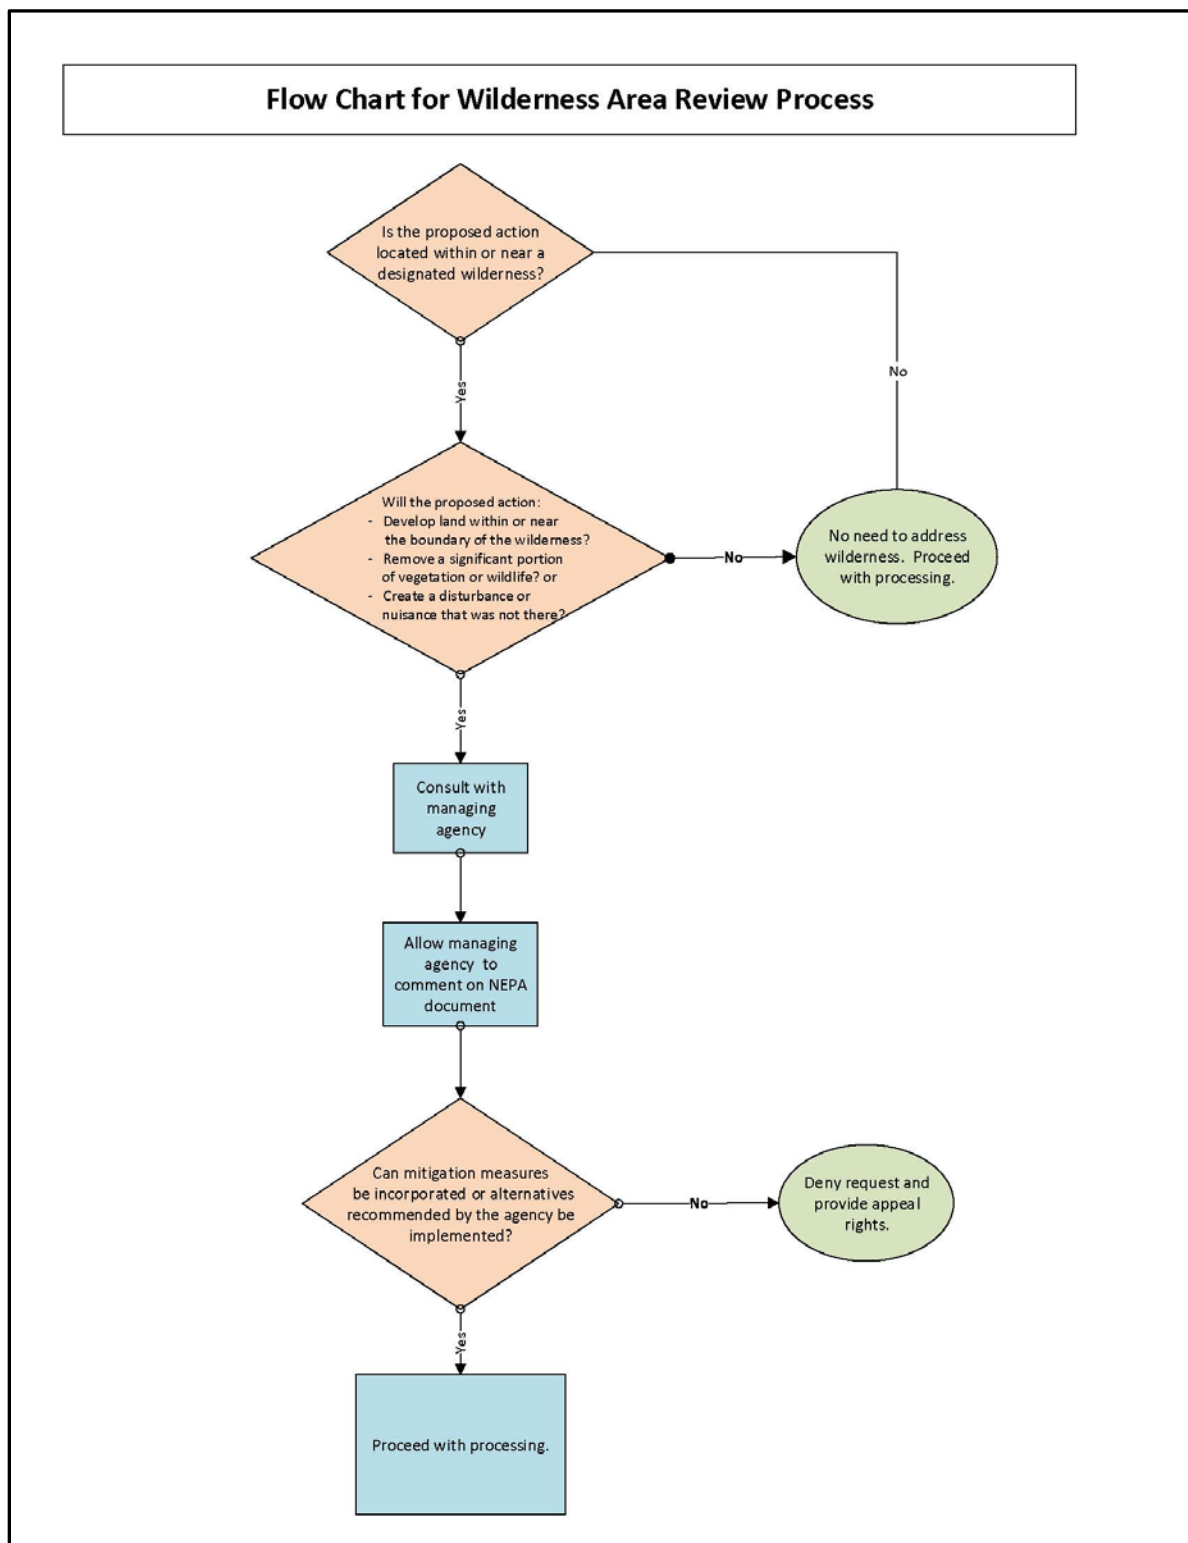 Flow Chart for Wilderness Area Review Process
Is the proposed action
located within or near a
designated wilderness?
No
Yes
Will the proposed action:
- Develop land within or near
the boundary of the wilderness?
- Remove a significant portion
of vegetation or wildlife? or
- Create a disturbance or
nuisance that was not there?
No
No need to address
wilderness. Proceed
with processing.
Yes
Consult with
managing
agency
Allow managing
agency to
comment on NEPA
document
Can mitigation measures
be incorporated or alternatives
recommended by the agency be
implemented?
No
Deny request and
provide appeal
rights.
Yes
Proceed with processing.